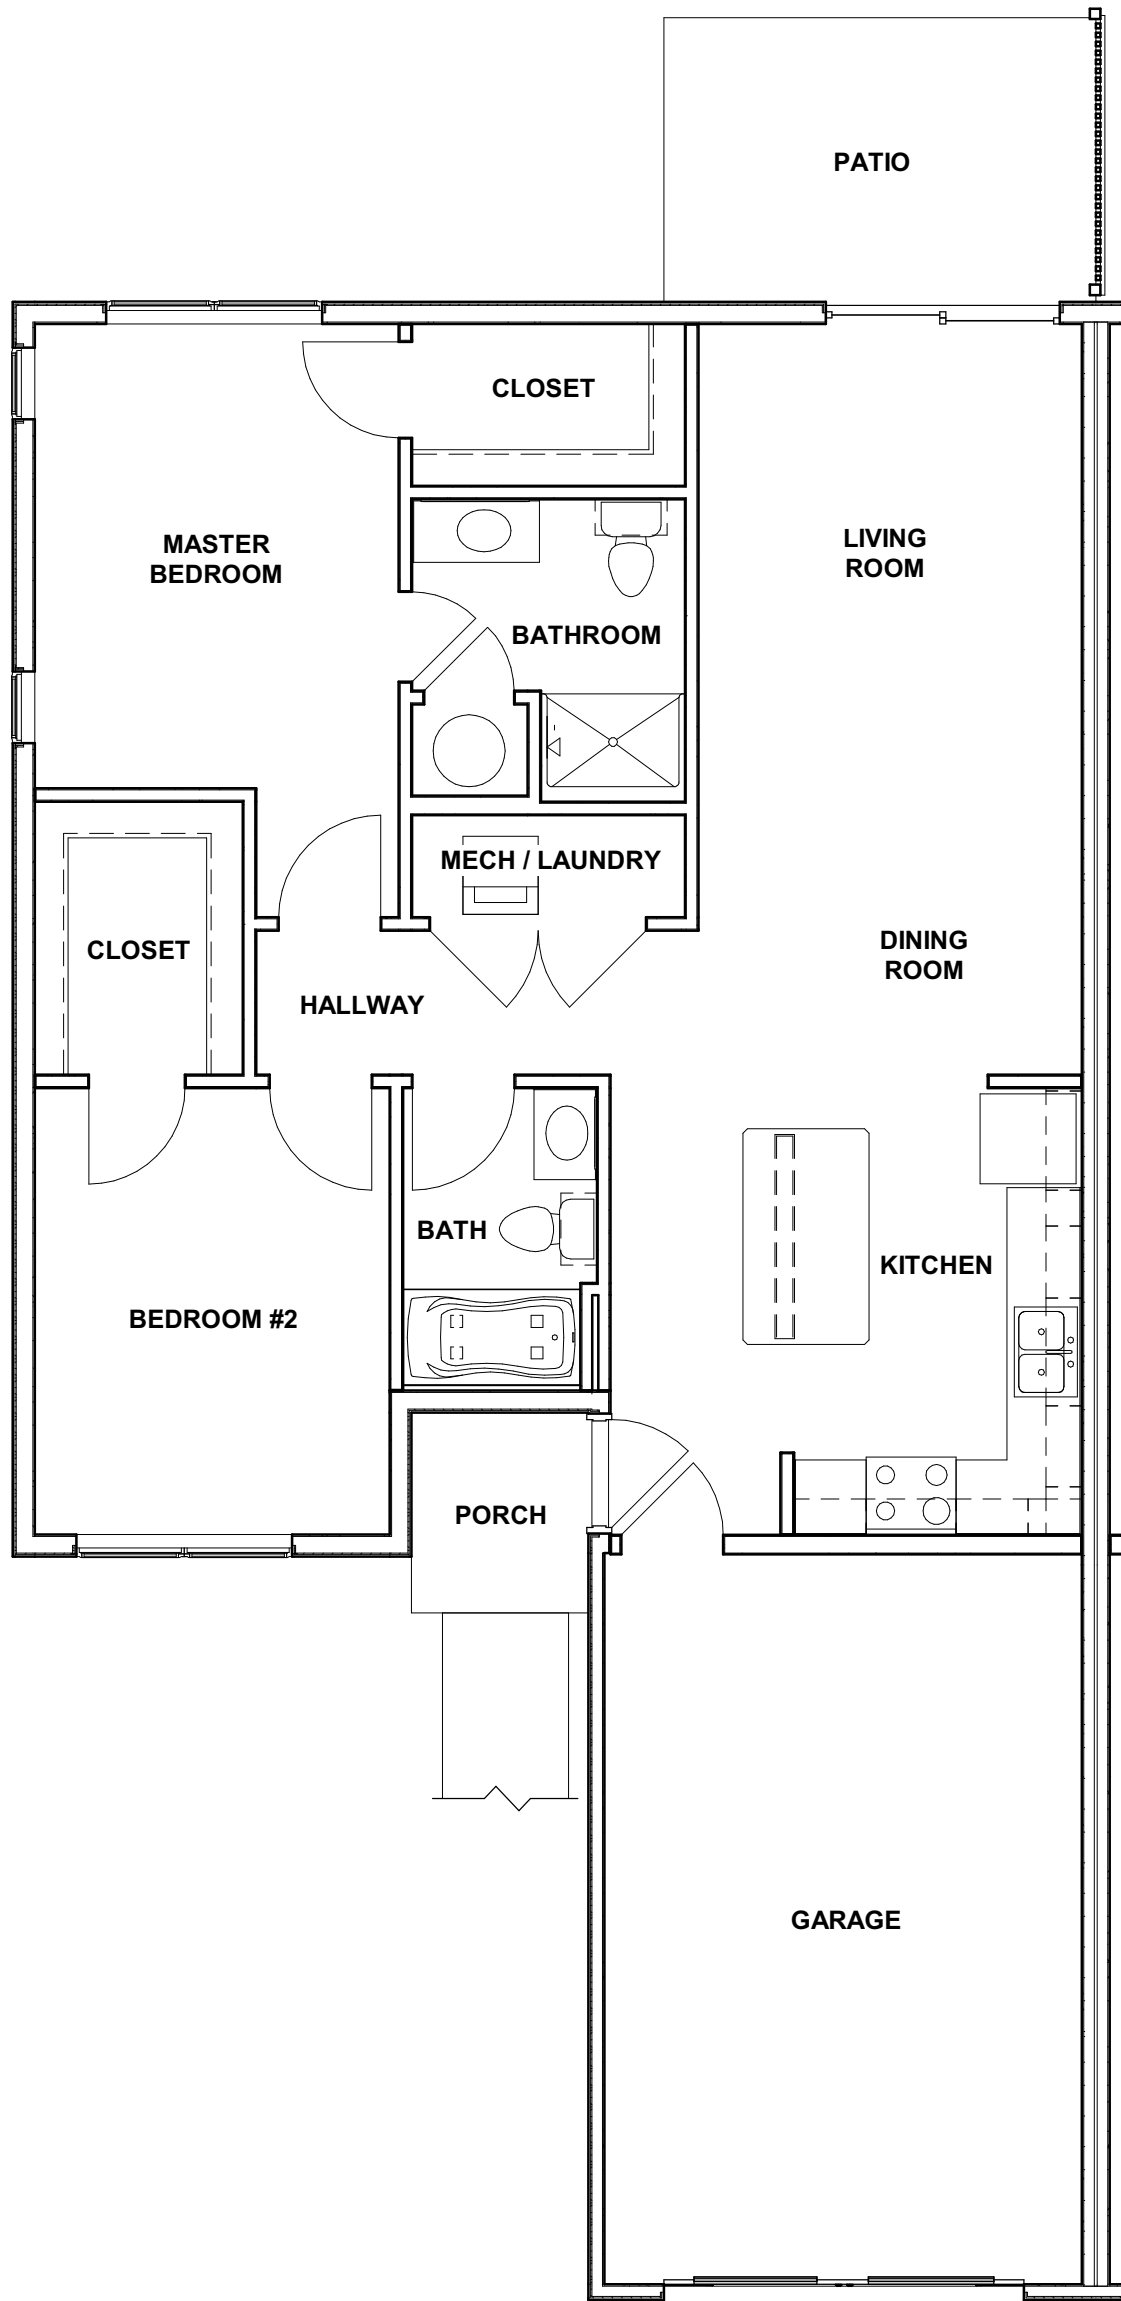 PATIO
CLOSET
MASTER
BEDROOM
LIVING
ROOM
BATHROOM
MECH / LAUNDRY
CLOSET
DINING
ROOM
HALLWAY
BATH
KITCHEN
BEDROOM #2
PORCH
GARAGE